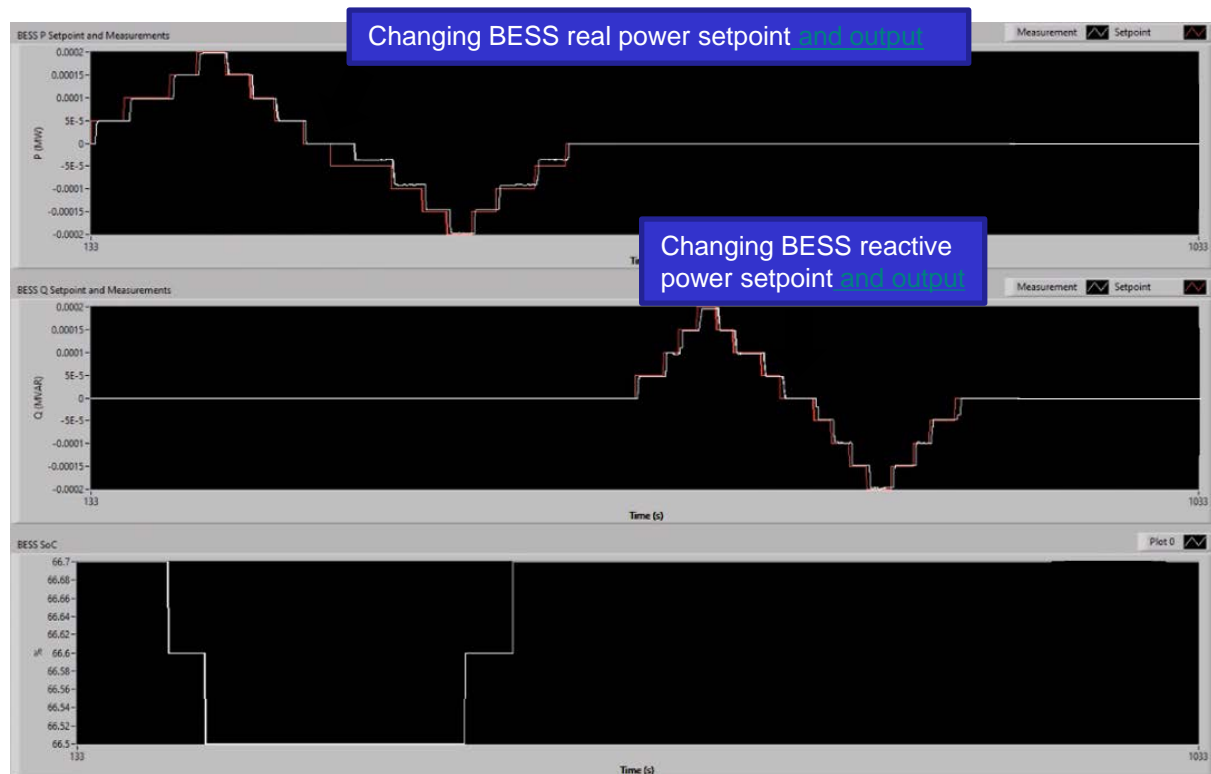 Changing BESS real power setpoint and output
BESS P Setpoint and Measurements
Measurement Setpoint
0.0002
0.00015
0.0001
5E-5
0
-5E-5
-0.0001
-0.00015
-0.0002
P (MW)
133
1033
Changing BESS reactive
power setpoint and output
BESS Q Setpoint and Measurements
Measurement Setpoint
0.0002
0.00015
0.0001
5E-5
0
-5E-5
-0.0001
-0.00015
-0.0002
Q (MVAR)
133
1033
Time (s)
BESS SoC
Plot 0
66.7
66.68
66.66
66.64
66.62
66.6
66.58
66.56
66.54
66.52
66.5
%
133
1033
Time (s)